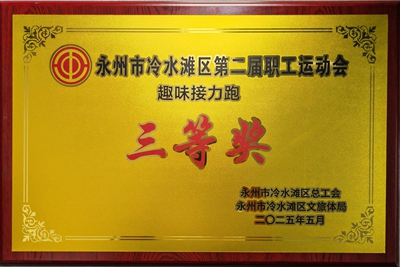 永州市冷水滩区第二届职工运动会
趣味接力跑
三等奖
永州市冷水滩区总工会
永州市冷水滩区文旅体局
二〇二五年五月